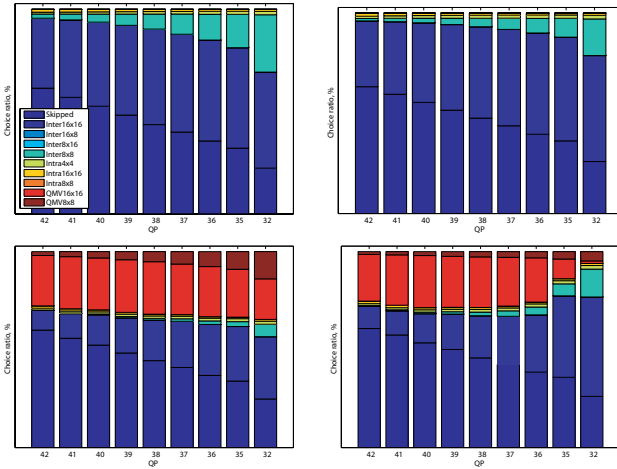 Choice ratio, %
Skipped
Inter16x16
Inter16x8
Inter8x16
Inter8x8
Intra4x4
Intra16x16
Intra8x8
QMV16x16
QMV8x8
42 41 40 39 38 37 36 35 32
QP
Choice ratio, %
42 41 40 39 38 37 36 35 32
QP
Choice ratio, %
42 41 40 39 38 37 36 35 32
QP
Choice ratio, %
42 41 40 39 38 37 36 35 32
QP